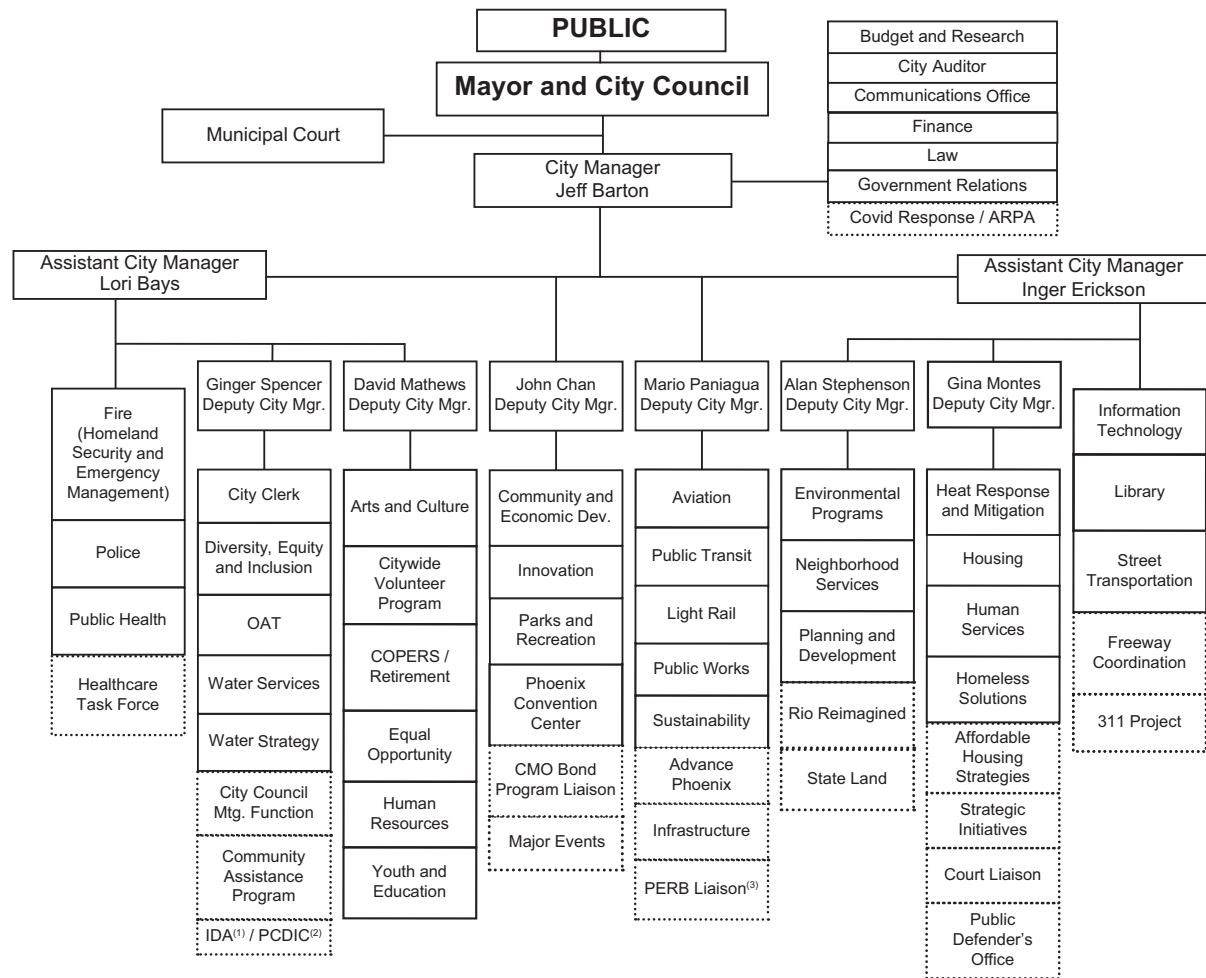 PUBLIC
Mayor and City Council
Municipal Court
City Manager
Jeff Barton
Budget and Research
City Auditor
Communications Office
Finance
Law
Government Relations
Covid Response / ARPA
Assistant City Manager
Lori Bays
Assistant City Manager
Inger Erickson
Fire
(Homeland
Security and
Emergency
Management)
Police
Public Health
Healthcare
Task Force
Ginger Spencer
Deputy City Mgr.
City Clerk
Diversity, Equity
and Inclusion
OAT
Water Services
Water Strategy
City Council
Mtg. Function
Community
Assistance
Program
IDA(1) / PCDIC(2)
David Mathews
Deputy City Mgr.
Arts and Culture
Citywide
Volunteer
Program
COPERS /
Retirement
Equal
Opportunity
Human
Resources
Youth and
Education
John Chan
Deputy City Mgr.
Community and
Economic Dev.
Innovation
Parks and
Recreation
Phoenix
Convention
Center
CMO Bond
Program Liaison
Major Events
Mario Paniagua
Deputy City Mgr.
Aviation
Public Transit
Light Rail
Public Works
Sustainability
Advance
Phoenix
Infrastructure
PERB Liaison(3)
Alan Stephenson
Deputy City Mgr.
Environmental
Programs
Neighborhood
Services
Planning and
Development
Rio Reimagined
State Land
Gina Montes
Deputy City Mgr.
Heat Response
and Mitigation
Housing
Human
Services
Homeless
Solutions
Affordable
Housing
Strategies
Strategic
Initiatives
Court Liaison
Public
Defender's
Office
Information
Technology
Library
Street
Transportation
Freeway
Coordination
311 Project